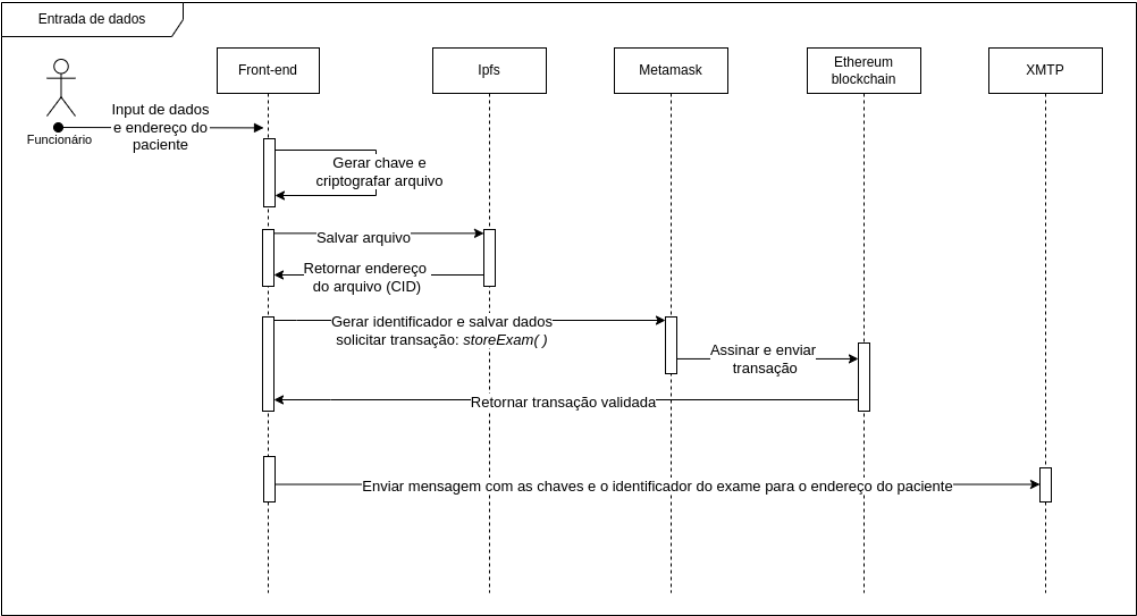 Entrada de dados
Front-end
Ipfs
Metamask
Ethereum
blockchain
XMTP
Funcionário
Input de dados
e endereço do
paciente
Gerar chave e
criptografar arquivo
Salvar arquivo
Retornar endereço
do arquivo (CID)
Gerar identificador e salvar dados
solicitar transação: storeExam( )
Assinar e enviar
transação
Retornar transação validada
Enviar mensagem com as chaves e o identificador do exame para o endereço do paciente